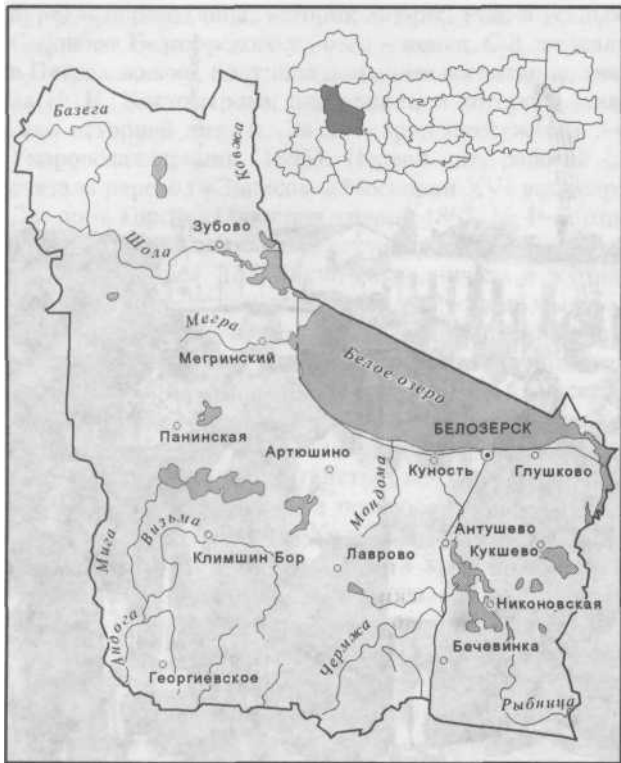 Базега
Ковжа
Зубово
Шола
Мегра
Мегринский
Белое озеро
Панинская
БЕЛОЗЕРСК
Артюшино
Куность
Глушково
Мондома
Визьма
Антушево
Мига
Климшин Бор
Лаврово
Кукшево
Андога
Никоновская
Чермжа
Бечевинка
Георгиевское
Рыбница